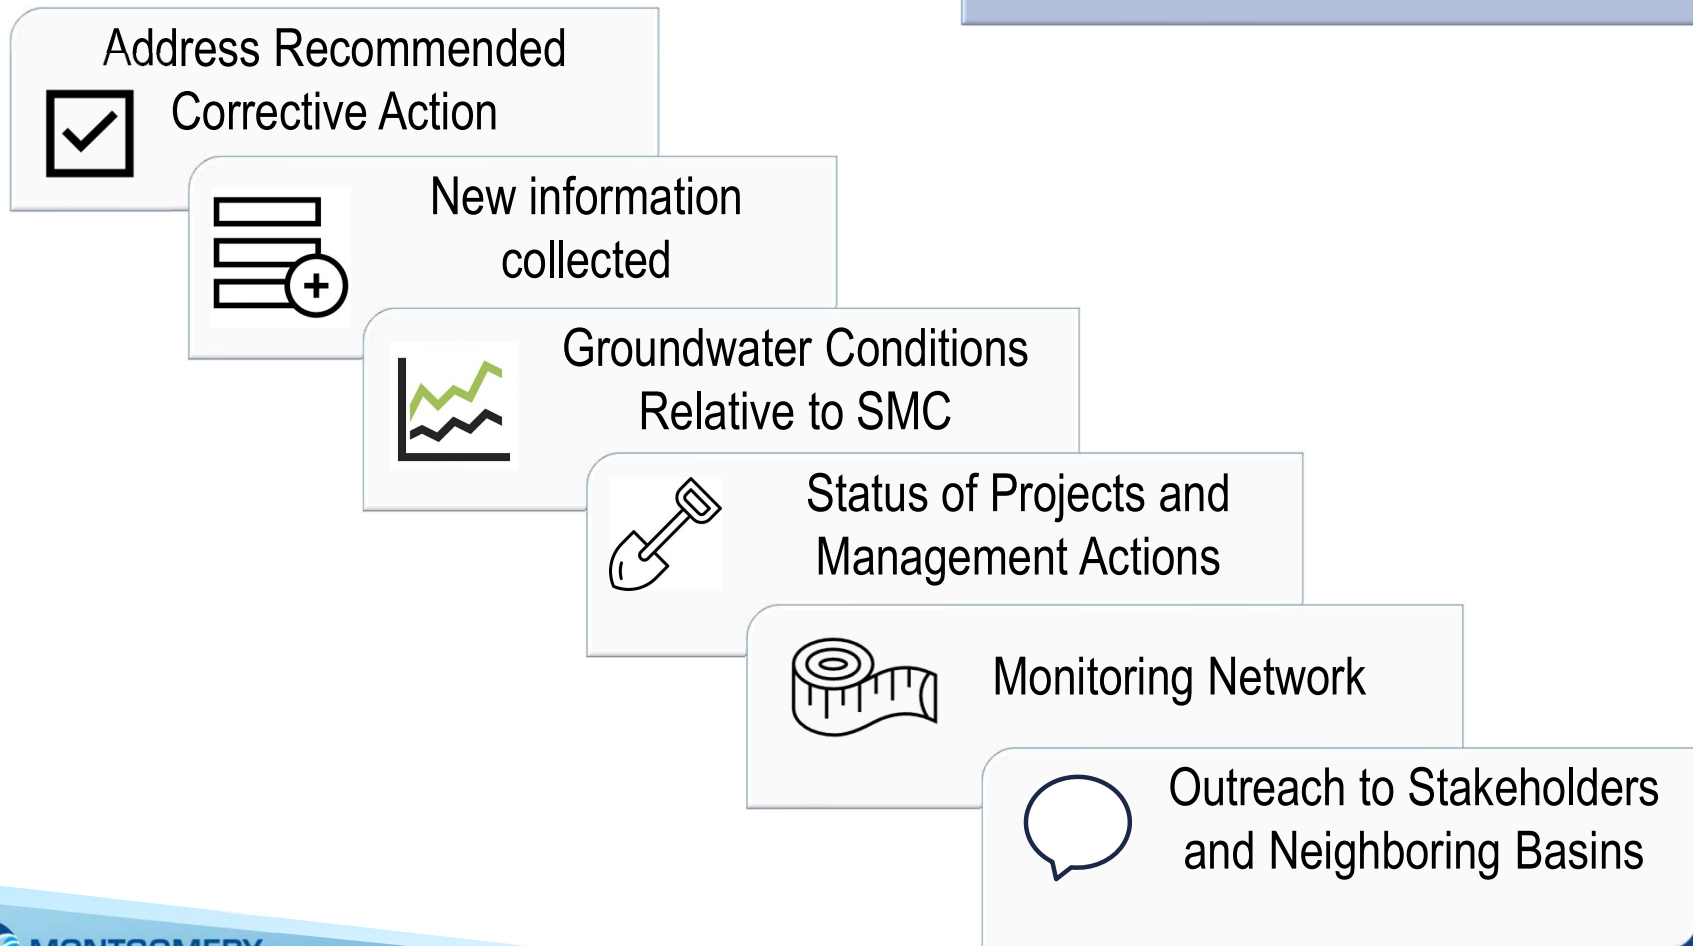 Address Recommended
Corrective Action
New information
collected
Groundwater Conditions
Relative to SMC
Status of Projects and
Management Actions
Monitoring Network
Outreach to Stakeholders
and Neighboring Basins
MONTGOMERY